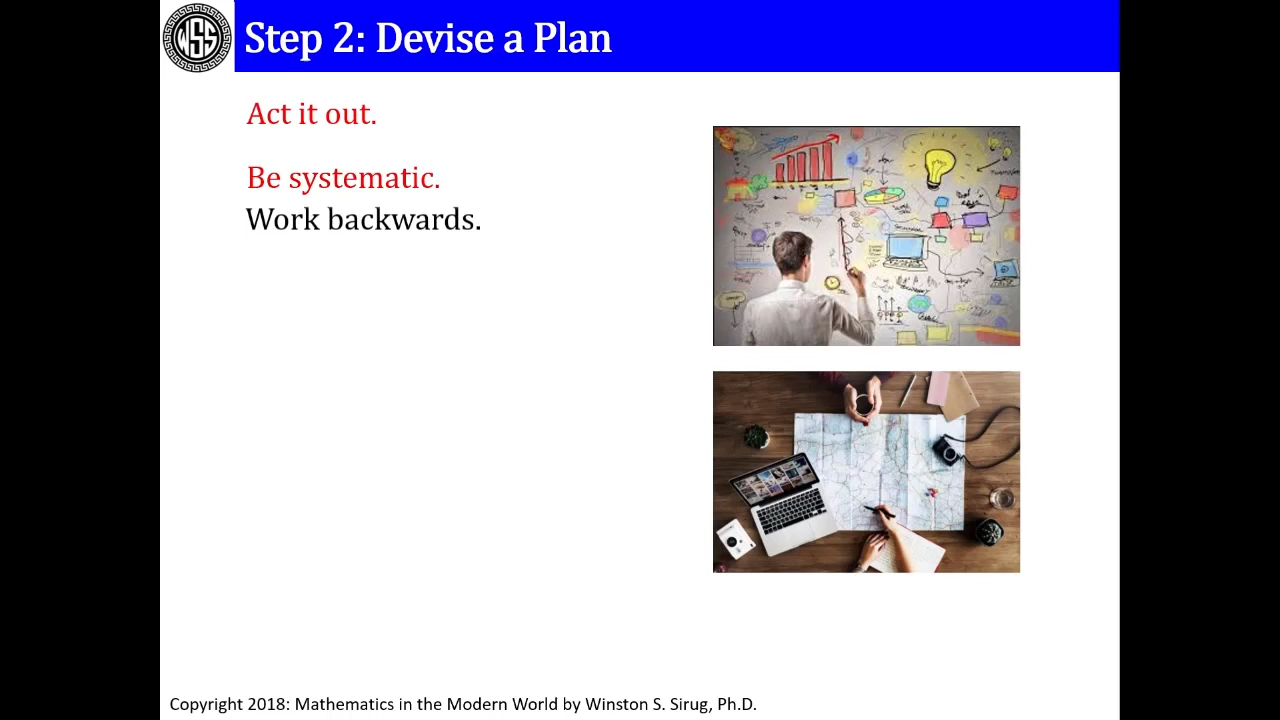 WSS
Step 2: Devise a Plan
Act it out.
Be systematic.
Work backwards.
Copyright 2018: Mathematics in the Modern World by Winston S. Sirug, Ph.D.